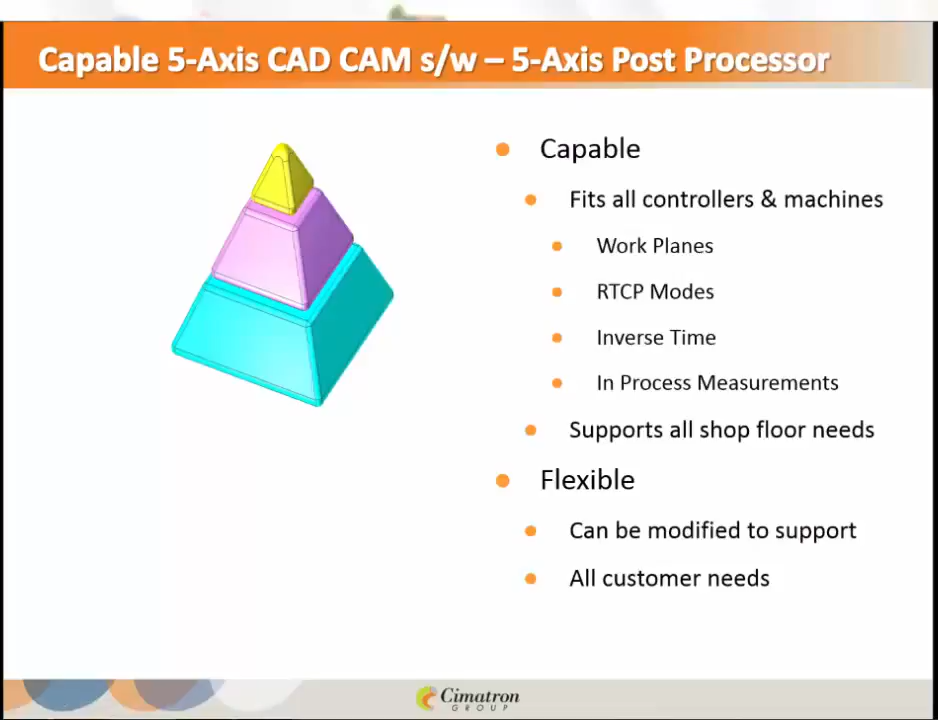 Capable 5-Axis CAD CAM s/w – 5-Axis Post Processor
Capable
Fits all controllers & machines
Work Planes
RTCP Modes
Inverse Time
In Process Measurements
Supports all shop floor needs
Flexible
Can be modified to support
All customer needs
Cimatron
GROUP